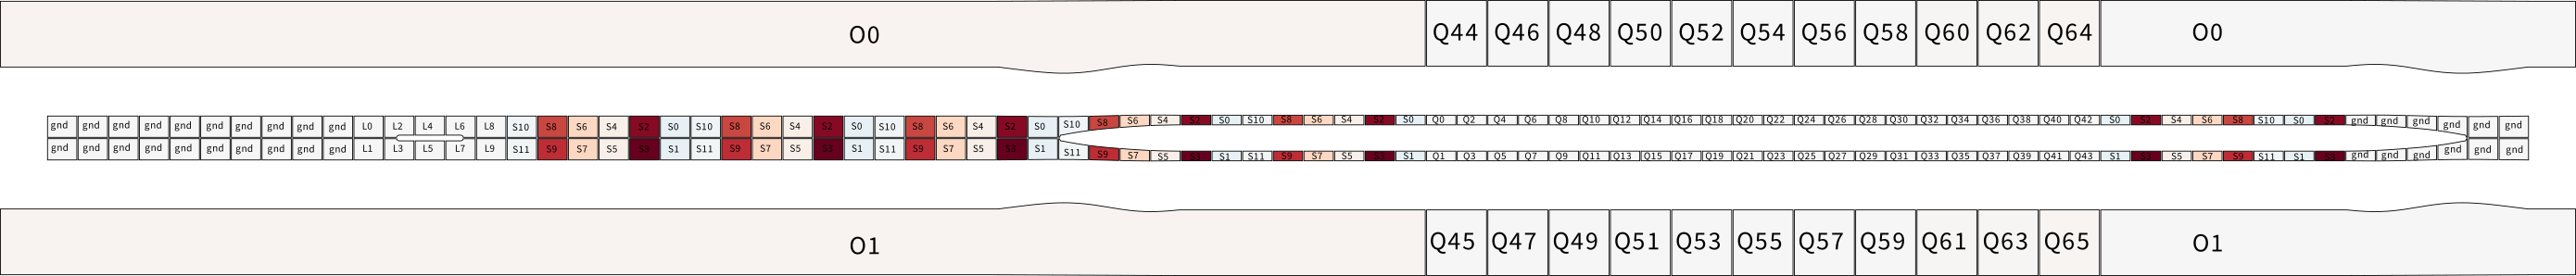 O0 Q44 Q46 Q48 Q50 Q52 Q54 Q56 Q58 Q60 Q62 Q64 O0
gnd gnd gnd gnd gnd gnd gnd gnd gnd gnd L0 L2 L4 L6 L8 S10 S8 S6 S4 S2 S0 S10 S8 S6 S4 S2 S0 S10 S8 S6 S4 S2 S0 S10 S8 S6 S4 S2 S0 S10 S8 S6 S4 S2 S0 Q0 Q2 Q4 Q6 Q8 Q10 Q12 Q14 Q16 Q18 Q20 Q22 Q24 Q26 Q28 Q30 Q32 Q34 Q36 Q38 Q40 Q42 S0 S2 S4 S6 S8 S10 S0 S2 gnd gnd gnd gnd gnd gnd
gnd gnd gnd gnd gnd gnd gnd gnd gnd gnd L1 L3 L5 L7 L9 S11 S9 S7 S5 S3 S1 S11 S9 S7 S5 S3 S1 S11 S9 S7 S5 S3 S1 S11 S9 S7 S5 S3 S1 S11 S9 S7 S5 S3 S1 Q1 Q3 Q5 Q7 Q9 Q11 Q13 Q15 Q17 Q19 Q21 Q23 Q25 Q27 Q29 Q31 Q33 Q35 Q37 Q39 Q41 Q43 S1 S3 S5 S7 S9 S11 S1 S3 gnd gnd gnd gnd gnd gnd
O1 Q45 Q47 Q49 Q51 Q53 Q55 Q57 Q59 Q61 Q63 Q65 O1